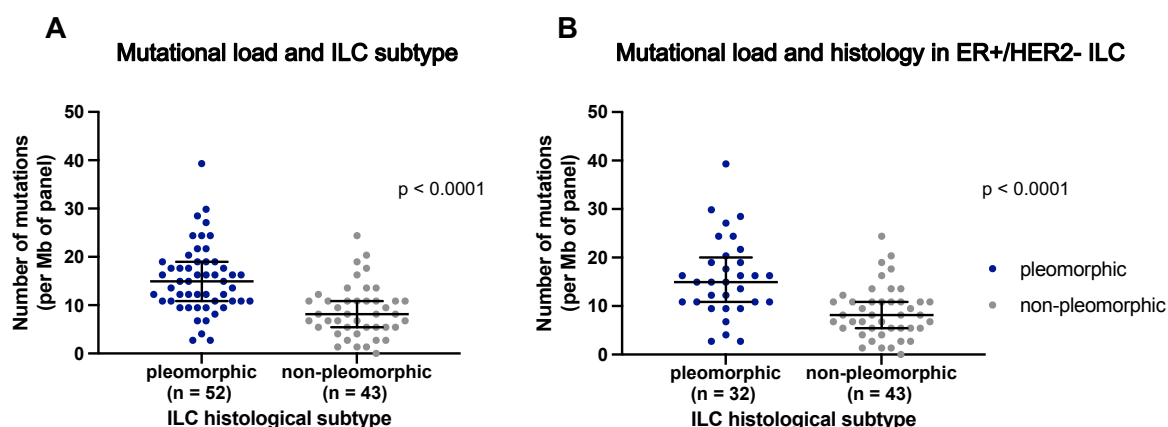 A
Mutational load and ILC subtype
Number of mutations
(per Mb of panel)
50
40
30
20
10
0
p < 0.0001
pleomorphic
(n = 52)
non-pleomorphic
(n = 43)
ILC histological subtype
B
Mutational load and histology in ER+/HER2- ILC
Number of mutations
(per Mb of panel)
50
40
30
20
10
0
p < 0.0001
pleomorphic
non-pleomorphic
pleomorphic
(n = 32)
non-pleomorphic
(n = 43)
ILC histological subtype